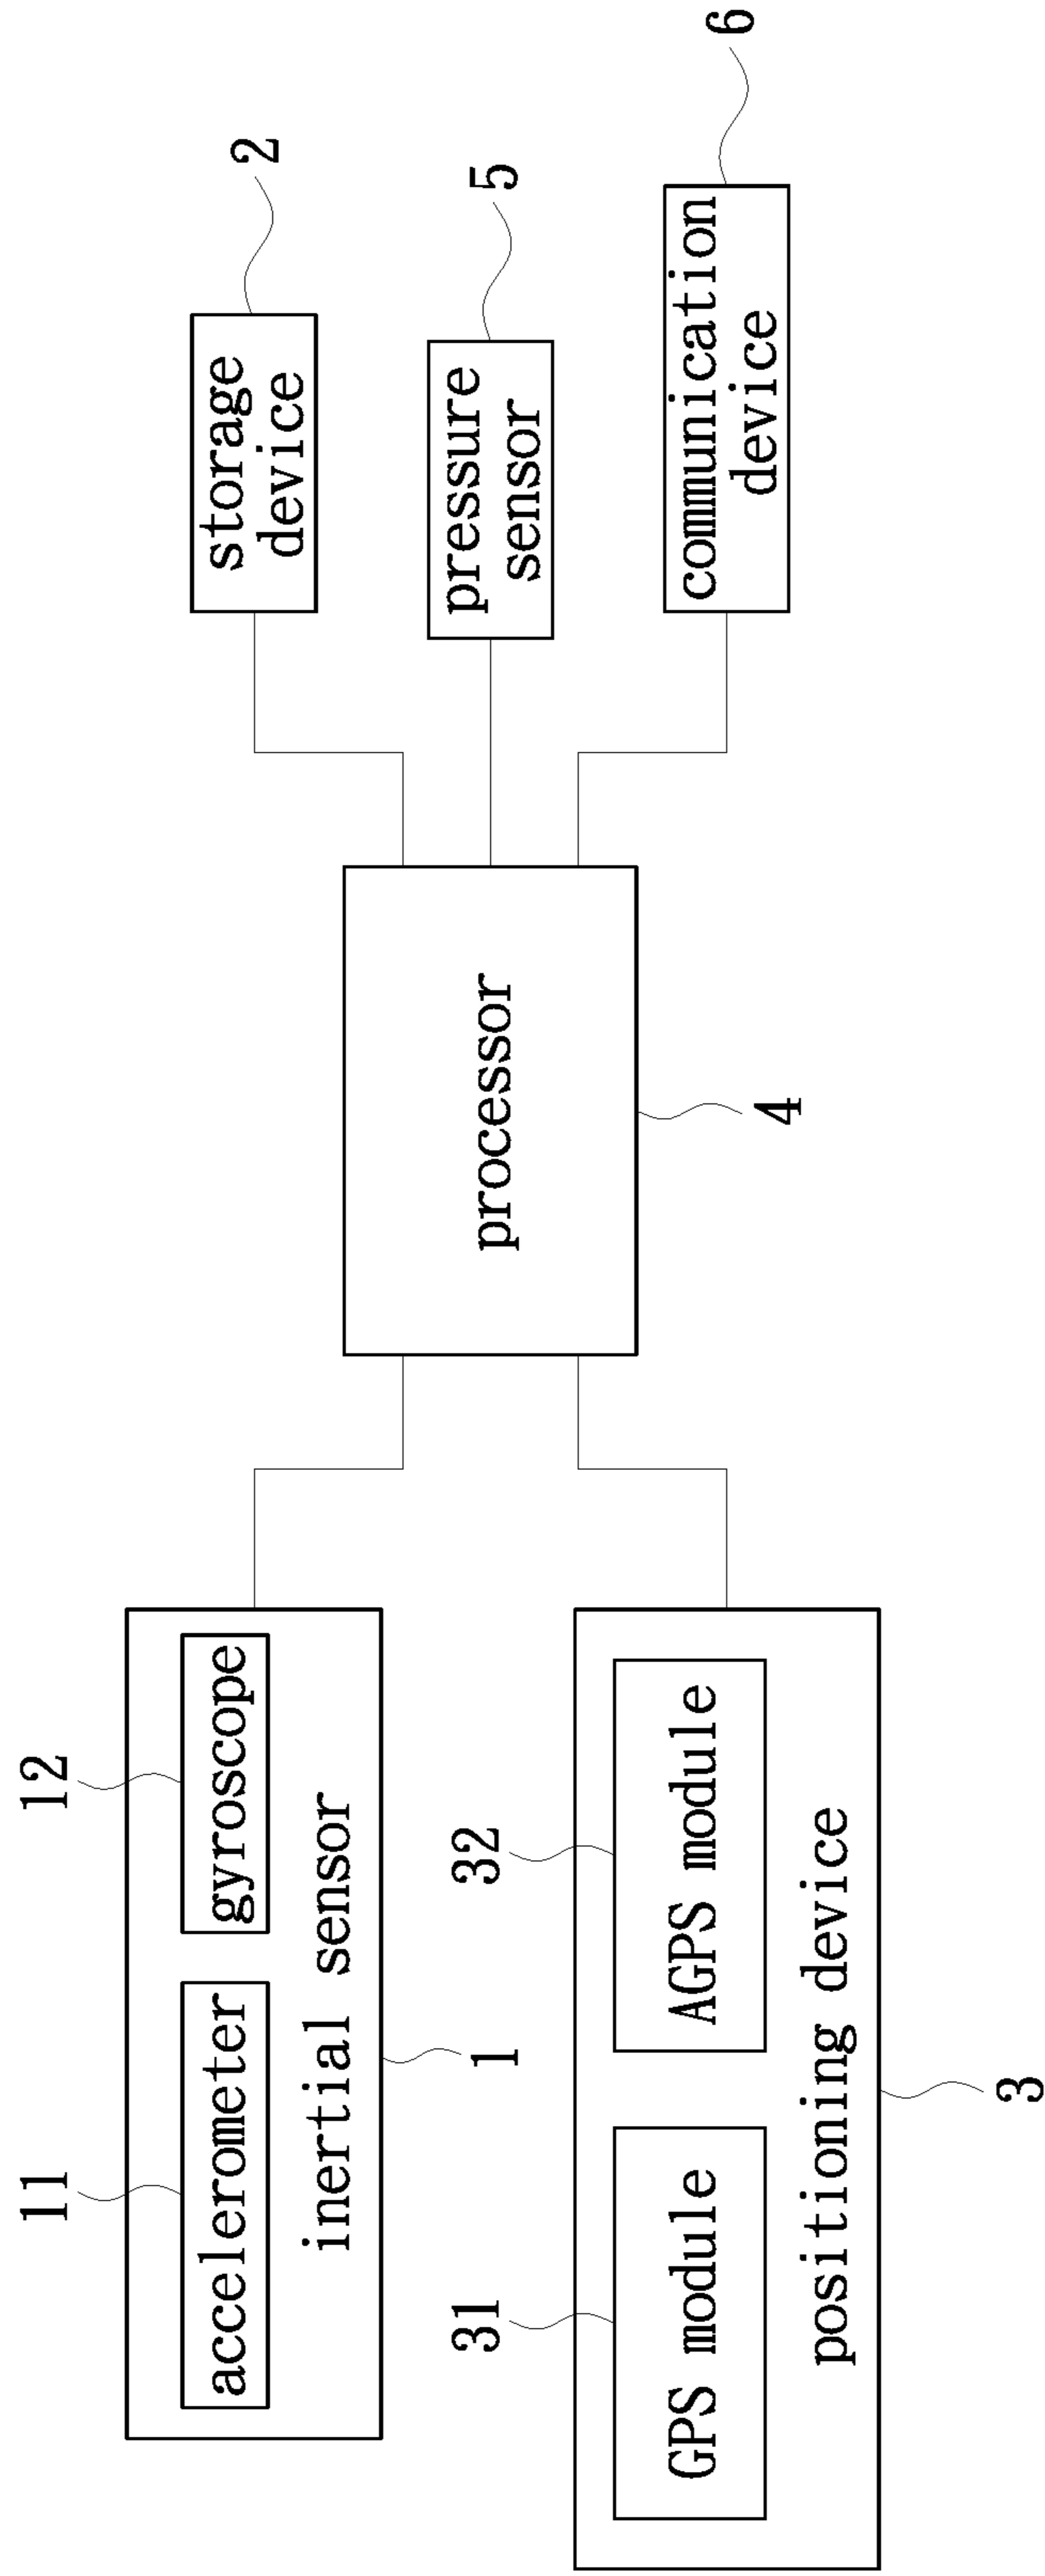 11
12
accelerometer
gyroscope
inertial sensor
1
31
32
GPS module
AGPS module
positioning device
3
processor
4
2
storage
device
5
pressure
sensor
6
communication
device